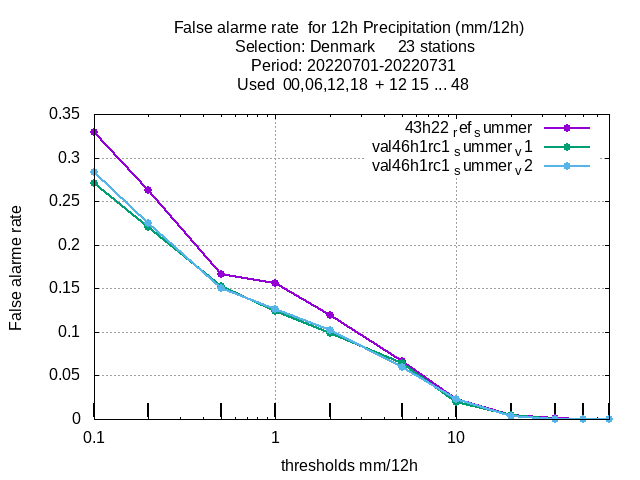 False alarme rate  for 12h Precipitation (mm/12h)
Selection: Denmark     23 stations
Period: 20220701-20220731
Used  00,06,12,18  + 12 15 ... 48
43h22 ref summer
val46h1rc1 summer v1
val46h1rc1 summer v2
0.35
0.3
0.25
0.2
0.15
0.1
0.05
0
False alarme rate
0.1
1
10
thresholds mm/12h